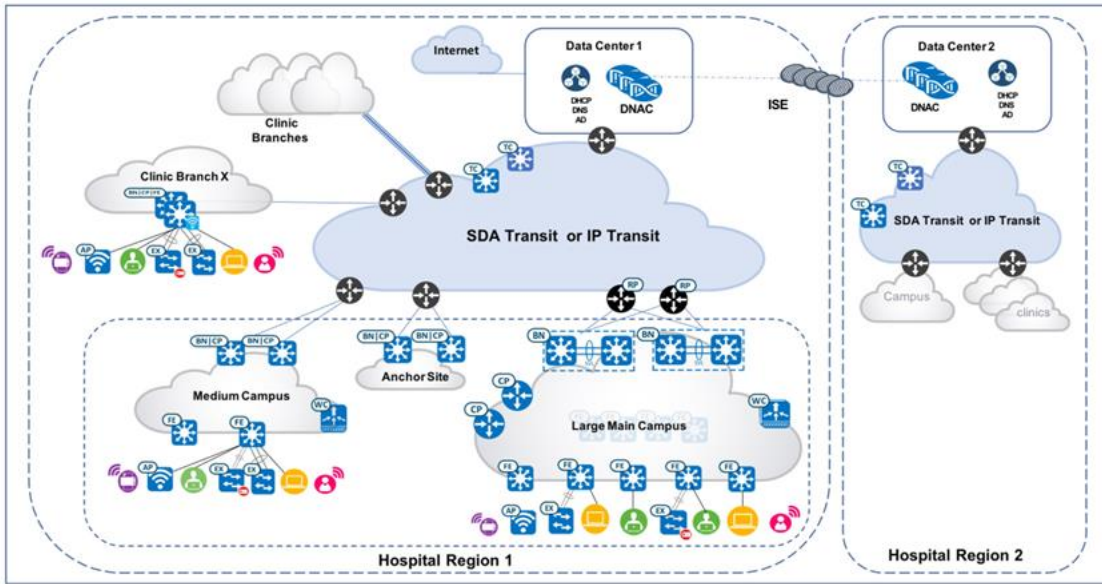 Internet
Data Center 1
DHCP
DNS
AD
DNAC
ISE
Data Center 2
DNAC
DHCP
DNS
AD
Clinic
Branches
TC
TC
TC
TC
Clinic Branch X
BN|CP|FE
SDA Transit or IP Transit
SDA Transit or IP Transit
AP
EX
EX
RP
RP
Campus
clinics
BN|CP
BN|CP
BN|CP
BN|CP
BN
BN
Anchor Site
Medium Campus
WC
CP
CP
WC
Large Main Campus
FE
FE
FE
FE
FE
FE
FE
AP
EX
EX
AP
EX
EX
Hospital Region 1
Hospital Region 2